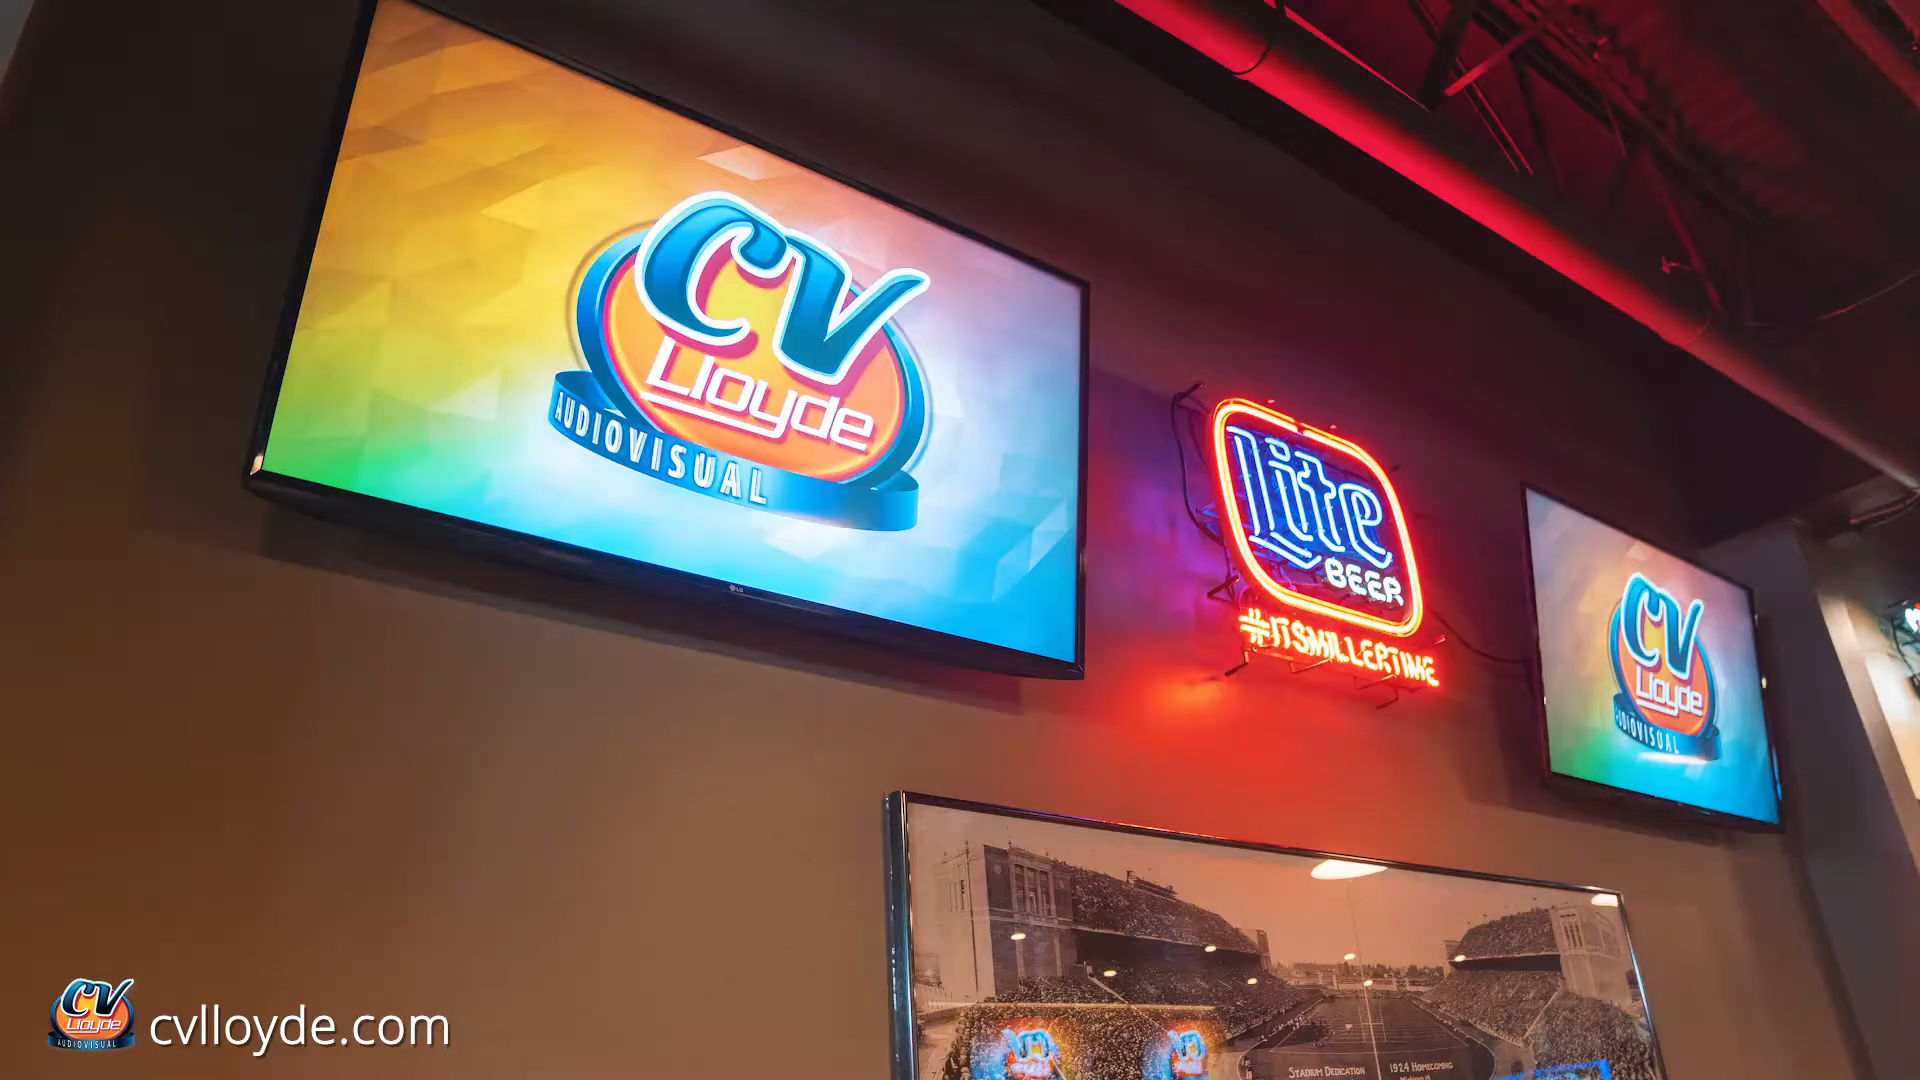 CV
Lloyde
AUDIOVISUAL
LG
Lite
BEER
#ITSMILLERTIME
CV
Lloyde
AUDIOVISUAL
STADIUM DEDICATION
1924 HOMECOMING
CV
Lloyde
AUDIOVISUAL
cvlloyde.com